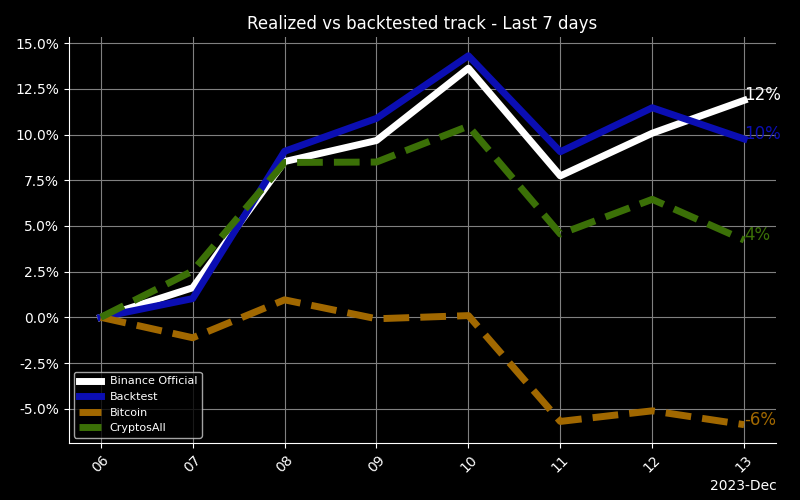 Realized vs backtested track - Last 7 days
15.0%
12.5%
10.0%
7.5%
5.0%
2.5%
0.0%
-2.5%
-5.0%
12%
10%
4%
-6%
Binance Official
Backtest
Bitcoin
CryptosAll
06 07 08 09 10 11 12 13
2023-Dec